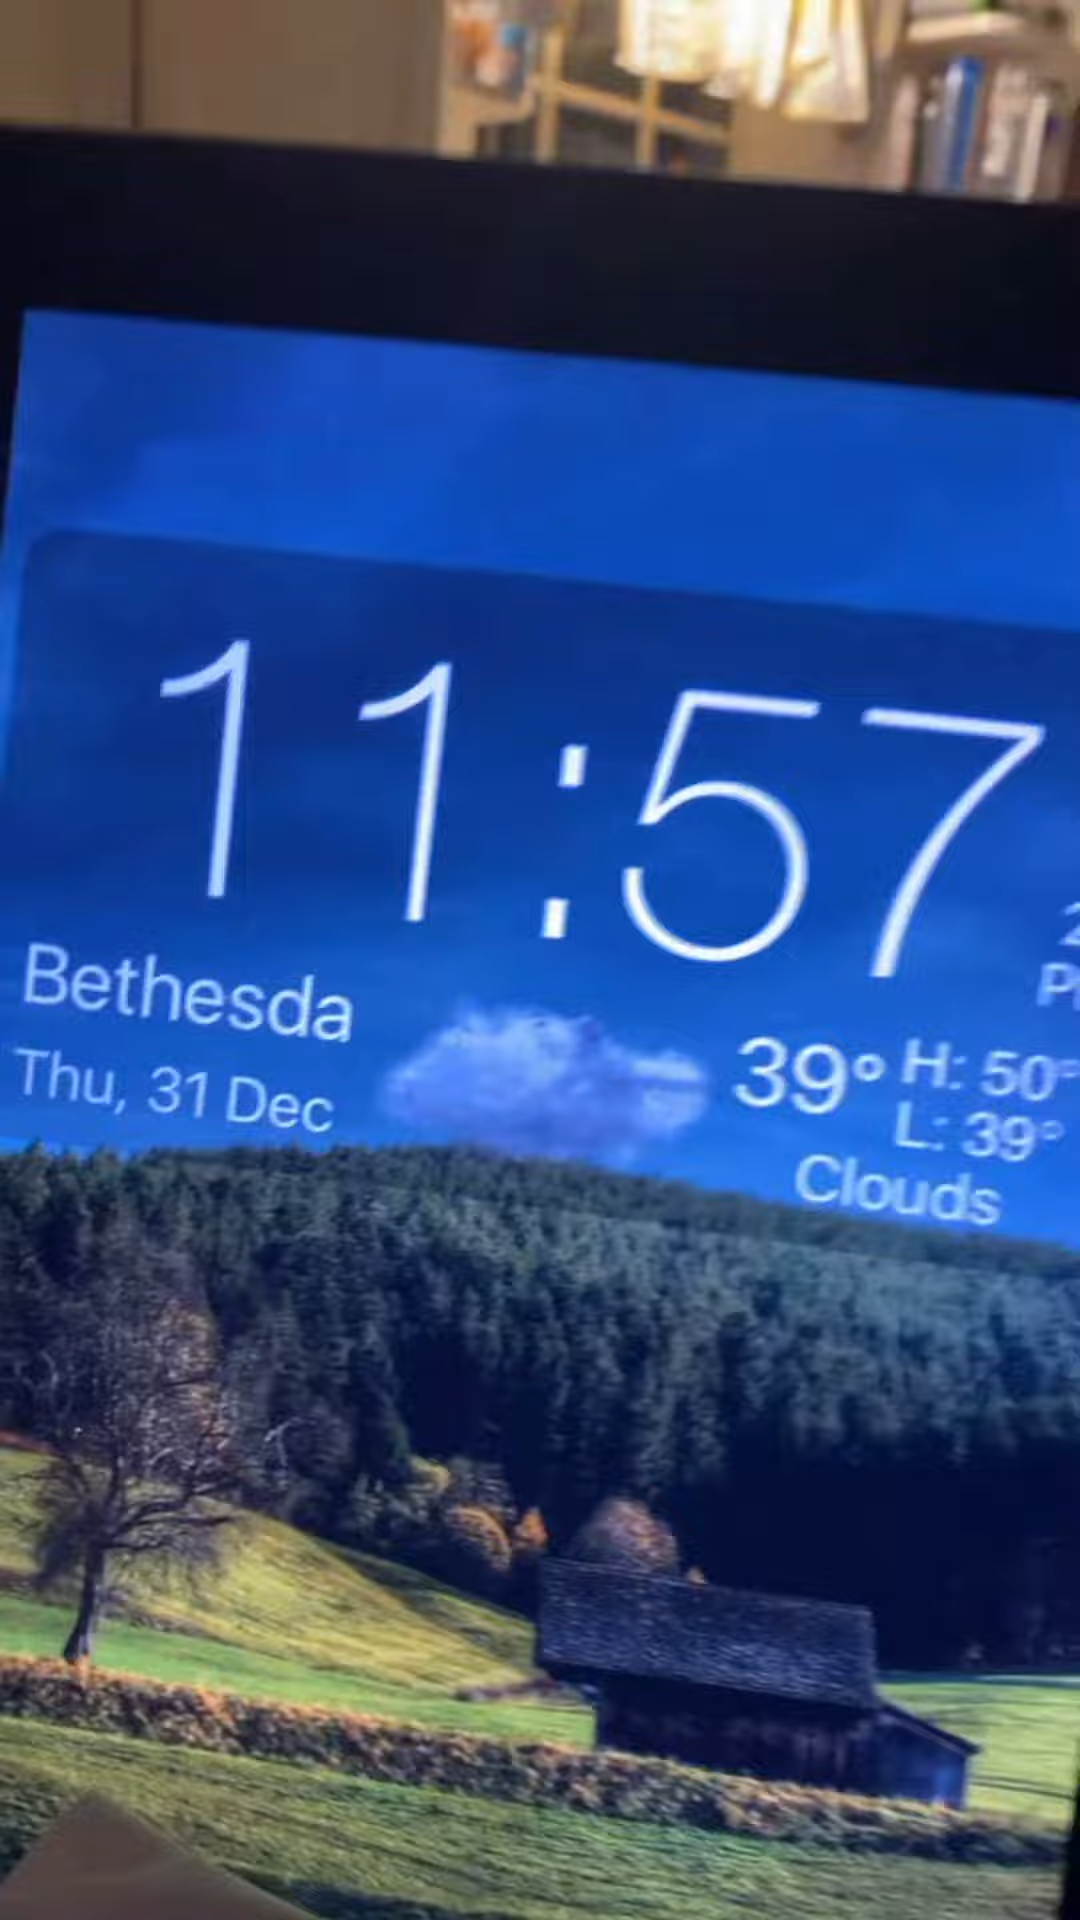 11:57
Bethesda
Thu, 31 Dec
39° H: 50°
L: 39°
Clouds